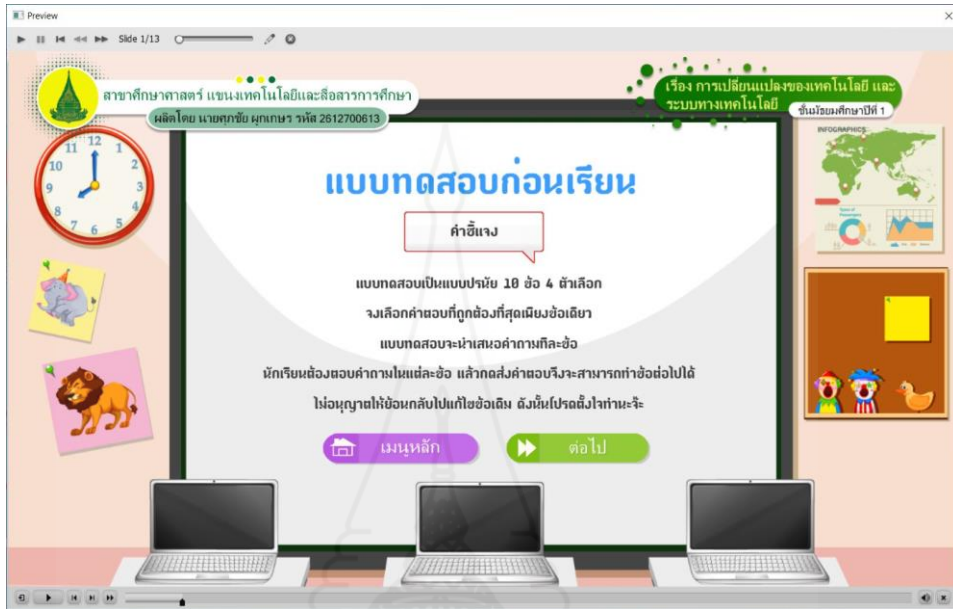 Preview
Slide 1/13
สาขาศึกษาศาสตร์ แขนงเทคโนโลยีและสื่อสารการศึกษา
ผลิตโดย นายศุภชัย ผุกเกษร รหัส 2612700613
เรื่อง การเปลี่ยนแปลงของเทคโนโลยี และ
ระบบทางเทคโนโลยี
ชั้นมัธยมศึกษาปีที่ 1
11 12 1
10 2
9 3
8 4
7 6 5
INFOGRAPHICS
แบบทดสอบก่อนเรียน
คำชี้แจง
แบบทดสอบเป็นแบบปรนัย 10 ข้อ 4 ตัวเลือก
จงเลือกคำตอบที่ถูกต้องที่สุดเพียงข้อเดียว
แบบทดสอบจะนำเสนอคำถามทีละข้อ
นักเรียนต้องตอบคำถามในแต่ละข้อ แล้วกดส่งคำตอบจึงจะสามารถทำข้อต่อไปได้
ไม่อนุญาตให้ย้อนกลับไปแก้ไขข้อเดิม ดังนั้นโปรดตั้งใจทำนะจ๊ะ
เมนูหลัก
ต่อไป